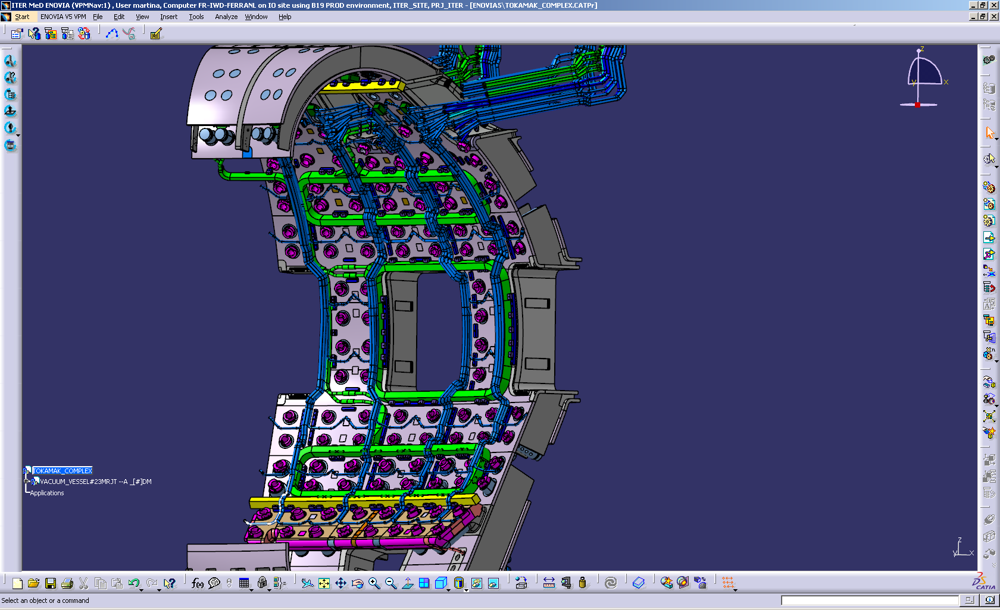 ITER MeD ENOVIA (VPMNav:1) , User martina, Computer FR-IWD-FERRANL on IO site using B19 PROD environment, ITER_SITE, PRJ_ITER - [ENOVIA5\TOKAMAK_COMPLEX.CATPr]
Start ENOVIA V5 VPM File Edit View Insert Tools Analyze Window Help
z
y x
TOKAMAK_COMPLEX
VACUUM_VESSEL#23MRJT --A _[#]DM
Applications
z
y x
f(x)
CATIA
Select an object or a command